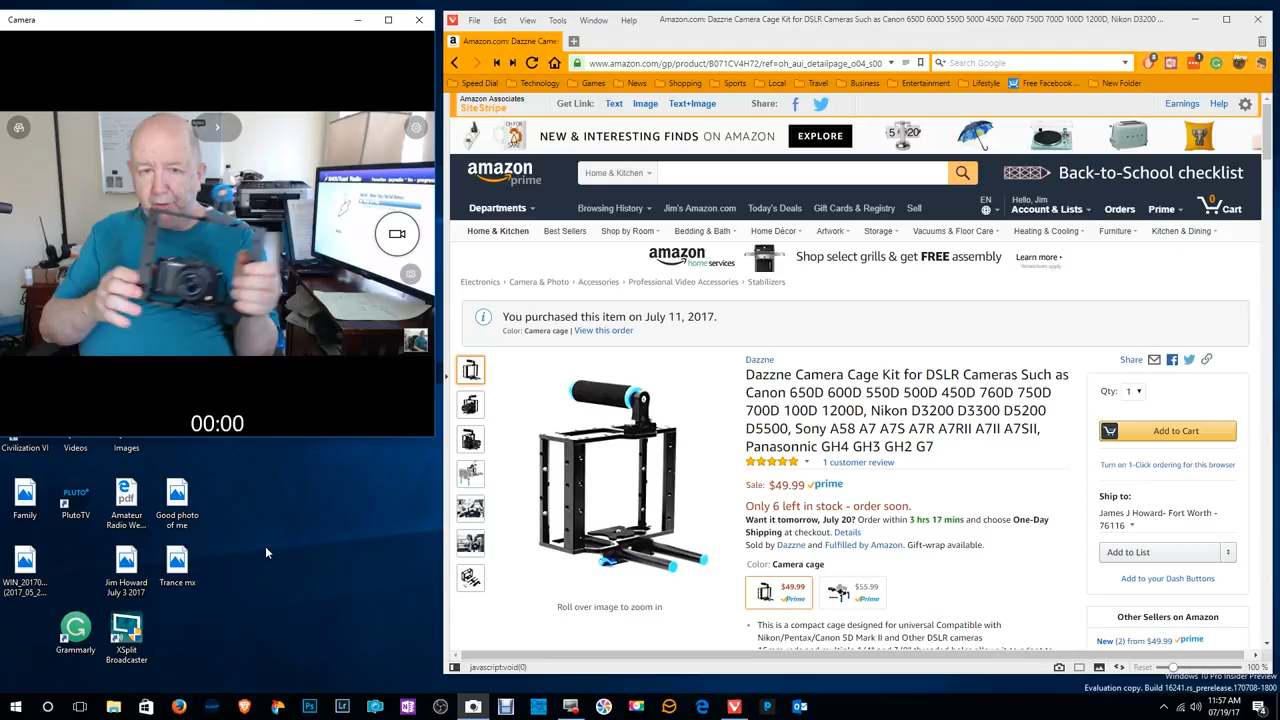 Camera
File Edit View Tools Window Help Amazon.com: Dazzne Camera Cage Kit for DSLR Cameras Such as Canon 650D 600D 550D 500D 450D 760D 750D 700D 100D 1200D, Nikon D3200 ...
Amazon.com: Dazzne Came
www.amazon.com/gp/product/B071CV4H72/ref=oh_aui_detailpage_o04_s00
Search Google
Speed Dial Technology Games News Shopping Sports Local Travel Business Entertainment Lifestyle Free Facebook ... New Folder
Amazon Associates
SiteStripe
Get Link: Text Image Text+Image Share: Earnings Help
NEW & INTERESTING FINDS ON AMAZON EXPLORE
amazon prime
Home & Kitchen
Back-to-School checklist
Departments
Browsing History Jim's Amazon.com Today's Deals Gift Cards & Registry Sell
EN
Hello, Jim
Account & Lists Orders Prime 0 Cart
Home & Kitchen Best Sellers Shop by Room Bedding & Bath Home Décor Artwork Storage Vacuums & Floor Care Heating & Cooling Furniture Kitchen & Dining
amazon home services
Shop select grills & get FREE assembly
Learn more
Electronics › Camera & Photo › Accessories › Professional Video Accessories › Stabilizers
You purchased this item on July 11, 2017.
Color: Camera cage | View this order
Dazzne
Share
Dazzne Camera Cage Kit for DSLR Cameras Such as
Canon 650D 600D 550D 500D 450D 760D 750D
700D 100D 1200D, Nikon D3200 D3300 D5200
D5500, Sony A58 A7 A7S A7R A7RII A7II A7SII,
Panasonnic GH4 GH3 GH2 G7
1 customer review
Sale: $49.99 prime
Only 6 left in stock - order soon.
Want it tomorrow, July 20? Order within 3 hrs 17 mins and choose One-Day
Shipping at checkout. Details
Sold by Dazzne and Fulfilled by Amazon. Gift-wrap available.
Color: Camera cage
$49.99
Prime
$55.99
Prime
This is a compact cage designed for universal Compatible with
Nikon/Pentax/Canon 5D Mark II and Other DSLR cameras
Roll over image to zoom in
Qty: 1
Add to Cart
Turn on 1-Click ordering for this browser
Ship to:
James J Howard- Fort Worth -
76116
Add to List
Add to your Dash Buttons
Other Sellers on Amazon
New (2) from $49.99 prime
javascript:void(0)
Reset 100 %
00:00
Civilization VI Videos Images
Family
PLUTO
PlutoTV
pdf
Amateur
Radio We...
Good photo
of me
WIN_20170...
(2017_05_2...
Jim Howard
July 3 2017
Trance mx
Grammarly
XSplit
Broadcaster
Windows 10 Pro Insider Preview
Evaluation copy. Build 16241.rs_prerelease.170708-1800
11:57 AM
07/19/17